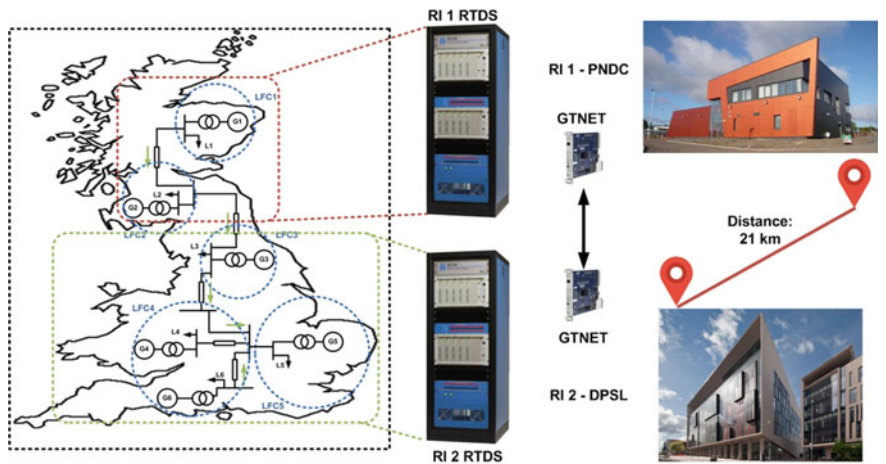 RI 1 RTDS
LFC1
G1
L1
L2
G2
LFC2
LFC3
L3
G3
LFC4
L4
G4
G5
L5
L6
G6
LFC5
RI 2 RTDS
RI 1 - PNDC
GTNET
GTNET
RI 2 - DPSL
Distance:
21 km